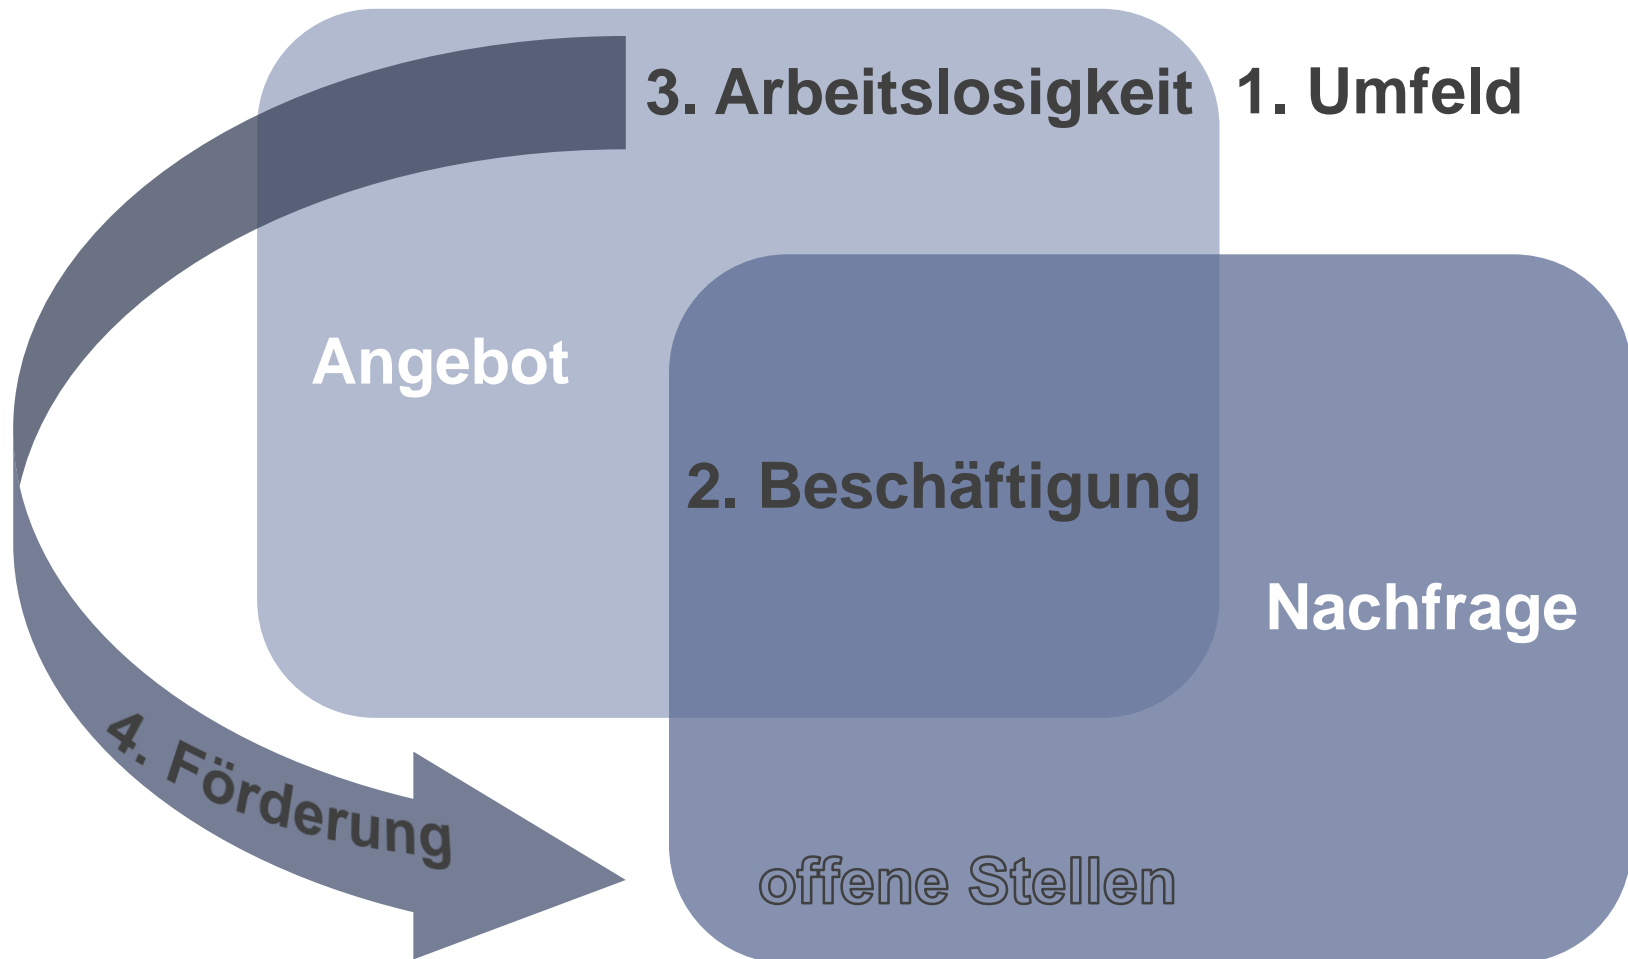 3. Arbeitslosigkeit
1. Umfeld
Angebot
2. Beschäftigung
Nachfrage
4. Förderung
offene Stellen